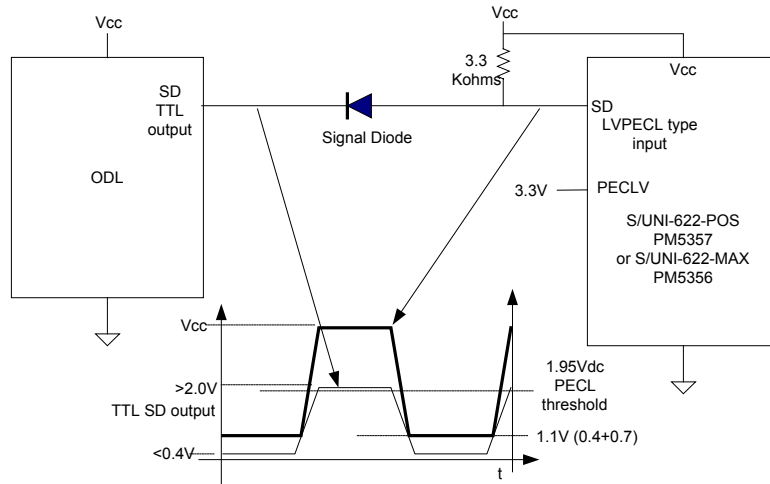 Vcc
Vcc
3.3
Kohms
Vcc
SD
TTL
output
Signal Diode
SD
LVPECL type
input
ODL
3.3V
PECLV
S/UNI-622-POS
PM5357
or S/UNI-622-MAX
PM5356
Vcc
>2.0V
TTL SD output
<0.4V
1.95Vdc
PECL
threshold
1.1V (0.4+0.7)
t